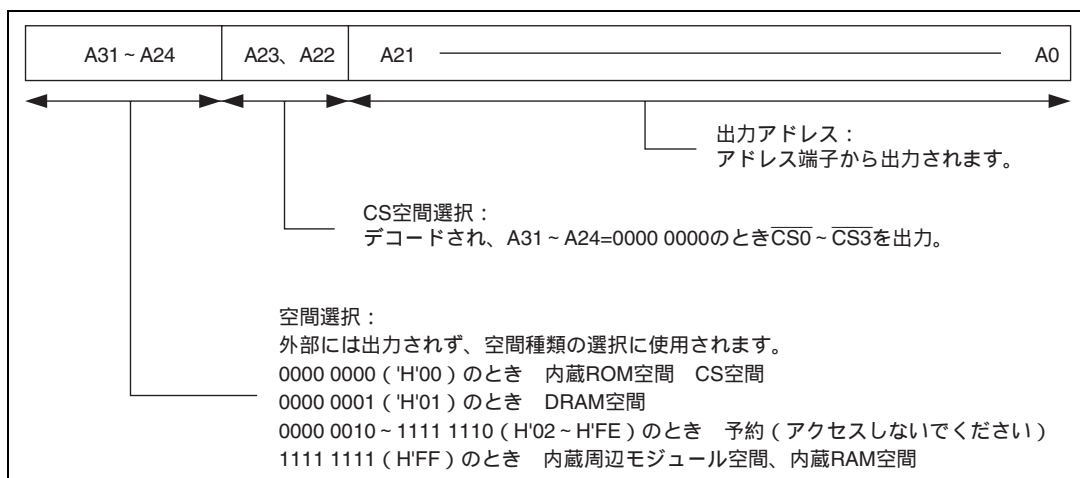 A31~A24 A23、A22 A21 A0
出力アドレス：
アドレス端子から出力されます。
CS空間選択：
デコードされ、A31~A24=0000 0000のときCS0~CS3を出力。
空間選択：
外部には出力されず、空間種類の選択に使用されます。
0000 0000（'H'00）のとき　内蔵ROM空間　CS空間
0000 0001（'H'01）のとき　DRAM空間
0000 0010~1111 1110（H'02~H'FE）のとき　予約（アクセスしないでください）
1111 1111（H'FF）のとき　内蔵周辺モジュール空間、内蔵RAM空間